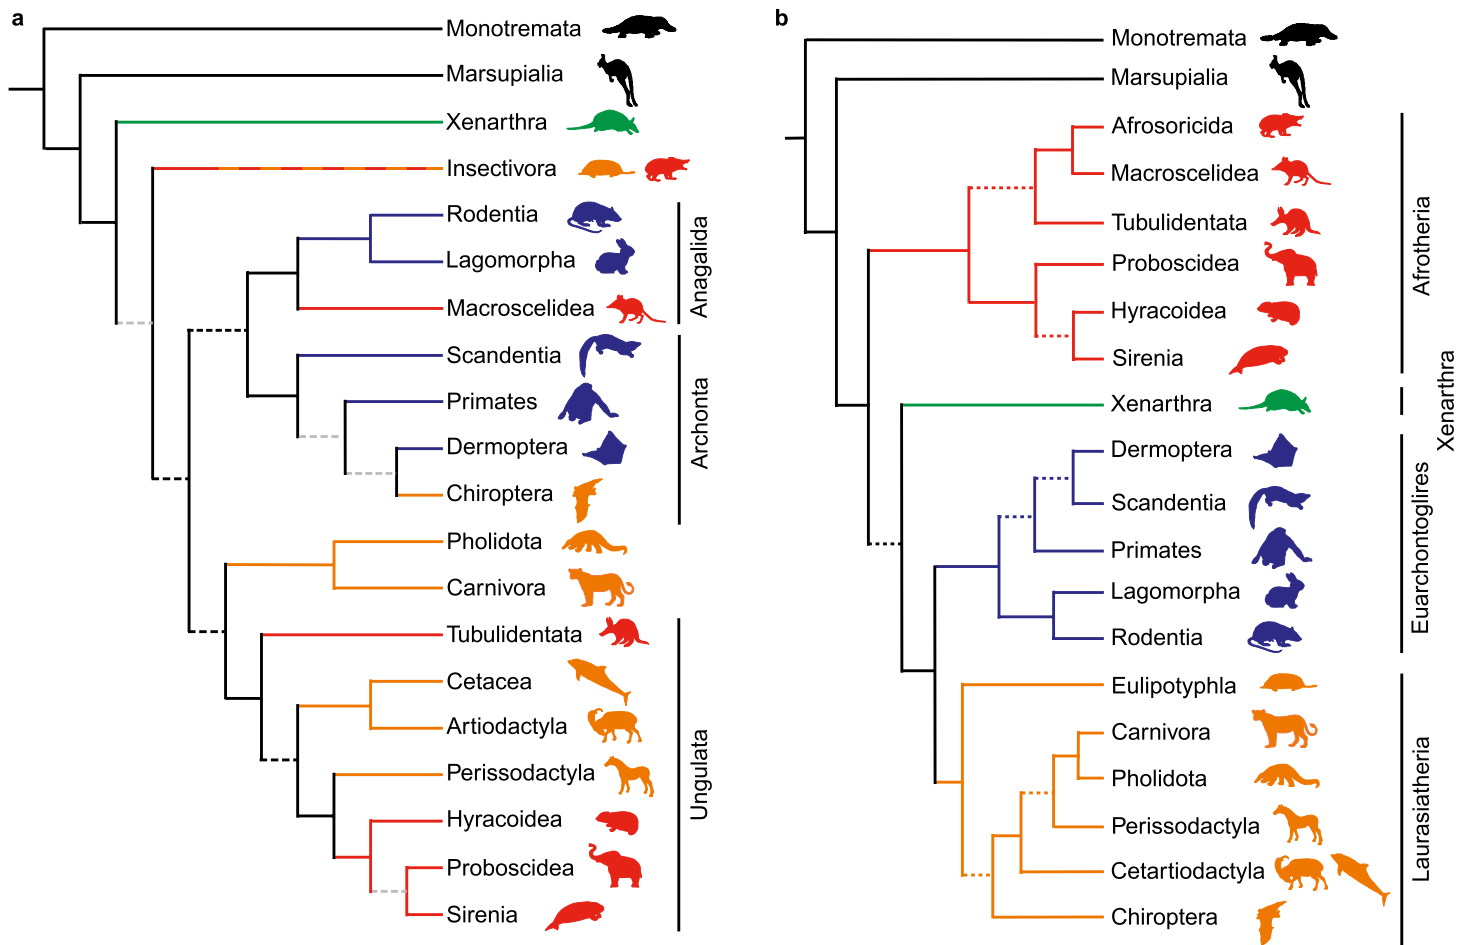 a
Monotremata
Marsupialia
Xenarthra
Insectivora
Rodentia
Lagomorpha
Macroscelidea
Anagalida
Scandentia
Primates
Dermoptera
Chiroptera
Archonta
Pholidota
Carnivora
Tubulidentata
Cetacea
Artiodactyla
Perissodactyla
Hyracoidea
Proboscidea
Sirenia
Ungulata
b
Monotremata
Marsupialia
Afrosoricida
Macroscelidea
Tubulidentata
Proboscidea
Hyracoidea
Sirenia
Afrotheria
Xenarthra
Xenarthra
Dermoptera
Scandentia
Primates
Lagomorpha
Rodentia
Euarchontoglires
Eulipotyphla
Carnivora
Pholidota
Perissodactyla
Cetartiodactyla
Chiroptera
Laurasiatheria